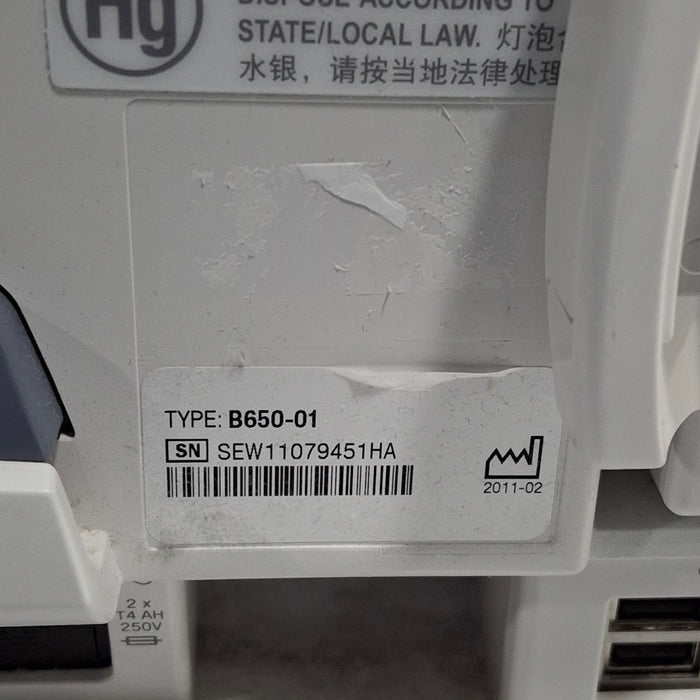 Hg
DISPOSE ACCORDING TO
STATE/LOCAL LAW. 灯泡
水银，请按当地法律处理
TYPE: B650-01
SN SEW11079451HA
2011-02
2 x
T4 AH
250V